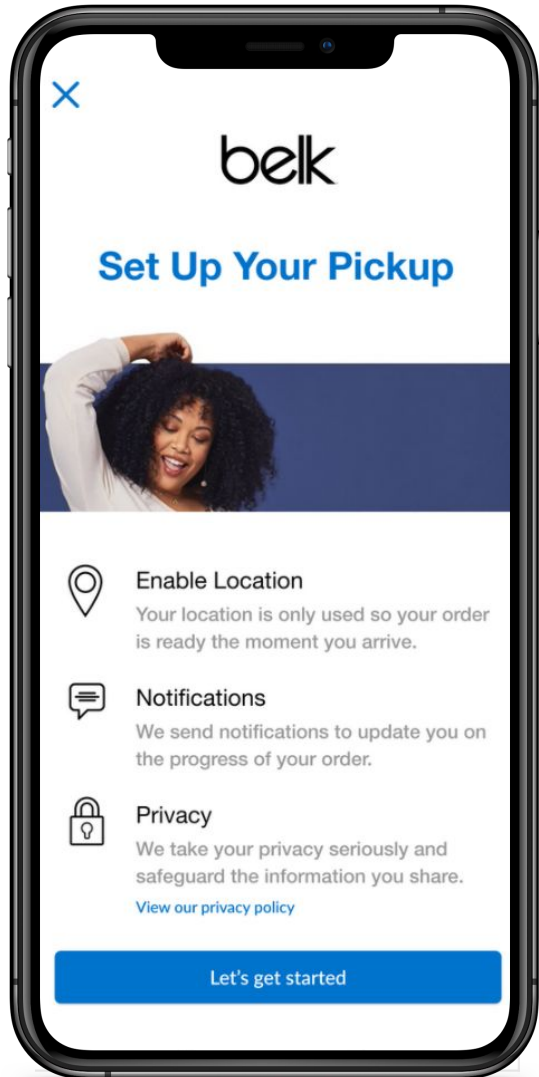 belk
Set Up Your Pickup
Enable Location
Your location is only used so your order
is ready the moment you arrive.
Notifications
We send notifications to update you on
the progress of your order.
Privacy
We take your privacy seriously and
safeguard the information you share.
View our privacy policy
Let's get started